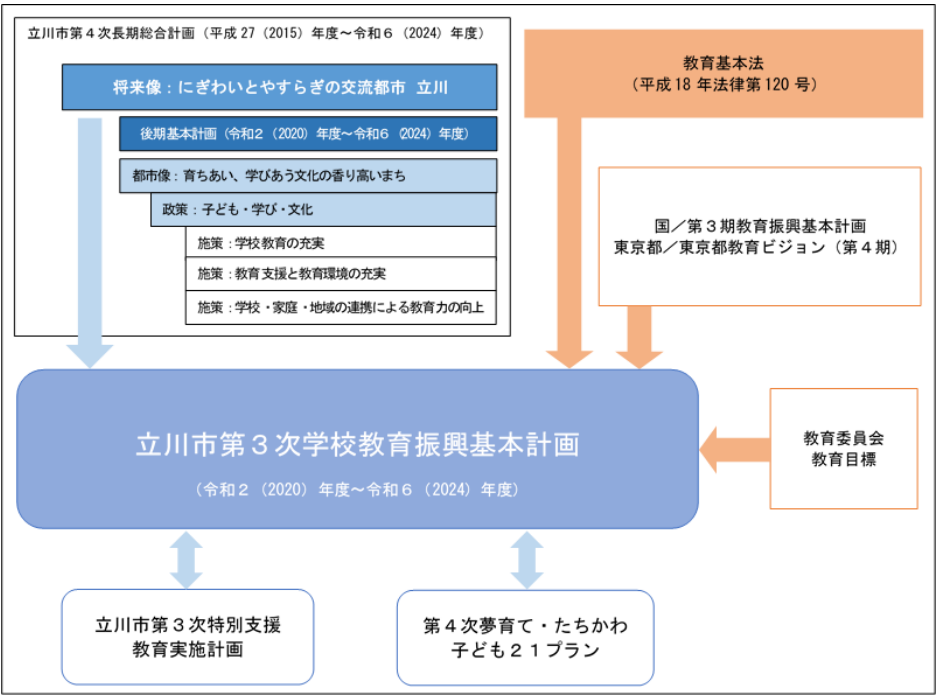 立川市第４次長期総合計画（平成27（2015）年度～令和６（2024）年度）
将来像：にぎわいとやすらぎの交流都市 立川
後期基本計画（令和２（2020）年度～令和６（2024）年度）
都市像：育ちあい、学びあう文化の香り高いまち
政策：子ども・学び・文化
施策：学校教育の充実
施策：教育支援と教育環境の充実
施策：学校・家庭・地域の連携による教育力の向上
教育基本法
（平成18年法律第120号）
国／第３期教育振興基本計画
東京都／東京都教育ビジョン（第４期）
立川市第３次学校教育振興基本計画
（令和２（2020）年度～令和６（2024）年度）
教育委員会
教育目標
立川市第３次特別支援
教育実施計画
第４次夢育て・たちかわ
子ども２１プラン